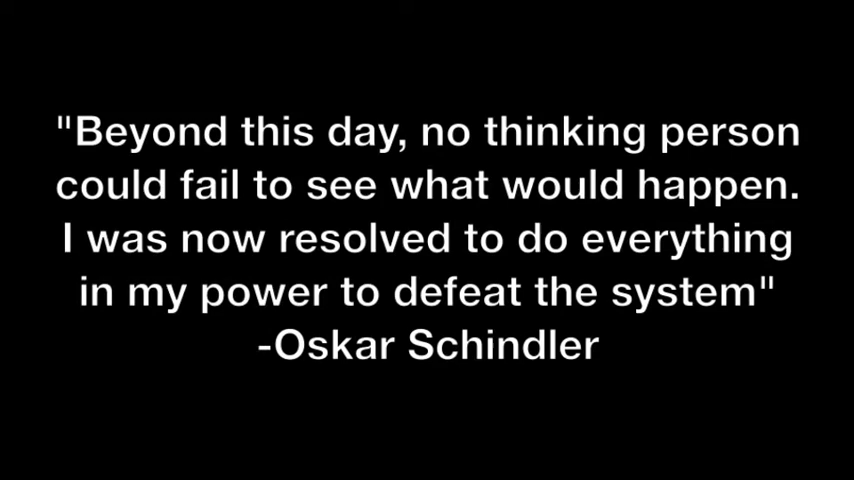 "Beyond this day, no thinking person
could fail to see what would happen.
I was now resolved to do everything
in my power to defeat the system"
-Oskar Schindler